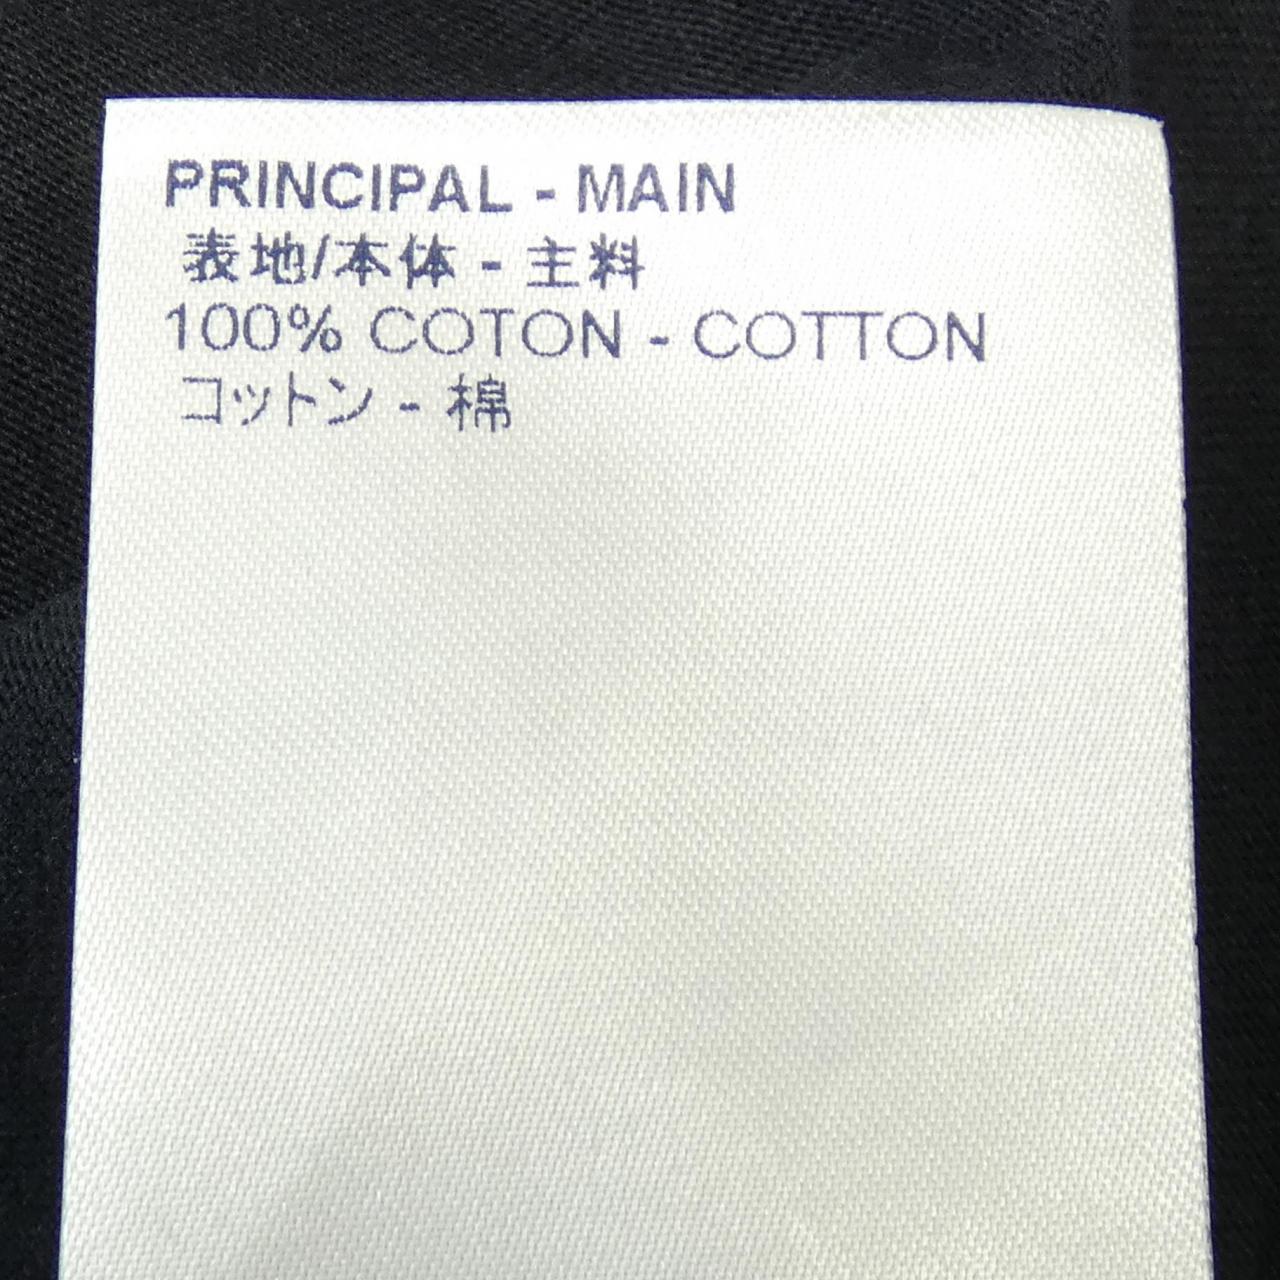 PRINCIPAL - MAIN
表地/本体 - 主料
100% COTON - COTTON
コットン - 棉